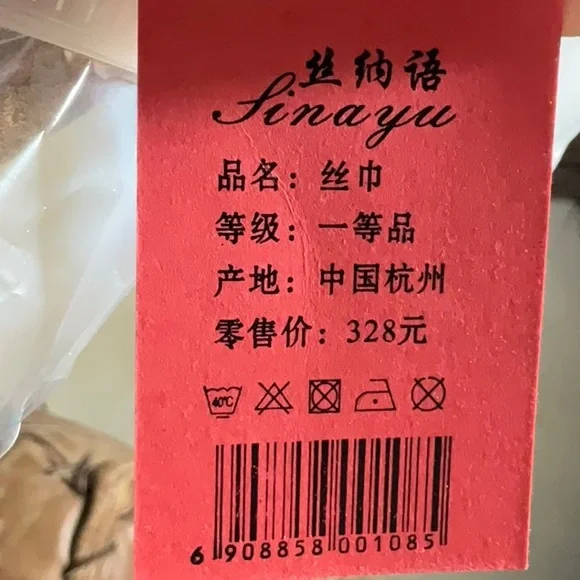 丝纳语
Sinayu
品名：丝巾
等级：一等品
产地：中国杭州
零售价：328元
40℃
6 908858 001085